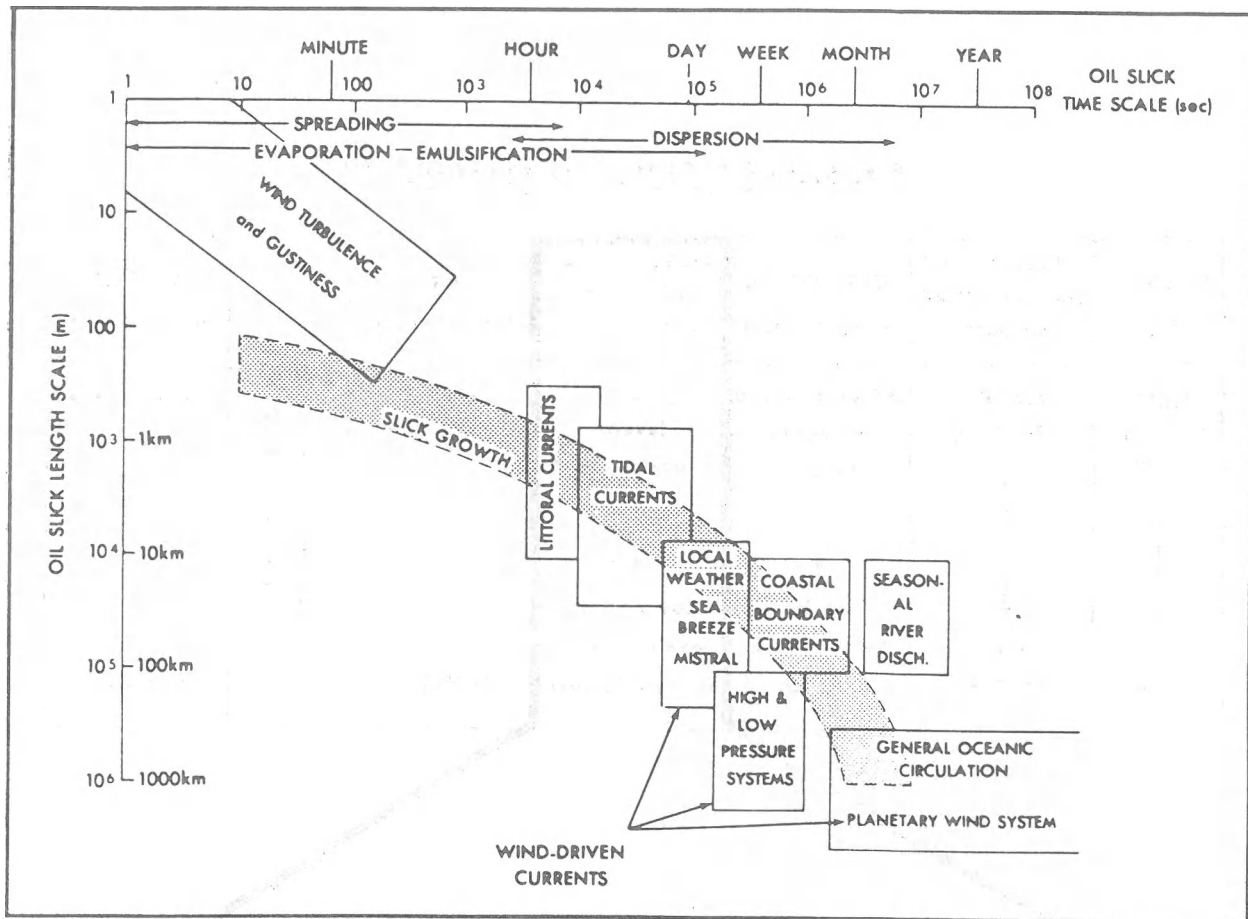 MINUTE HOUR DAY WEEK MONTH YEAR
1 10 100 10³ 10⁴ 10⁵ 10⁶ 10⁷ 10⁸
OIL SLICK
TIME SCALE (sec)
1
SPREADING
DISPERSION
EVAPORATION EMULSIFICATION
10
WIND TURBULENCE
and GUSTINESS
100
OIL SLICK LENGTH SCALE (m)
SLICK GROWTH
10³ 1km
LITTORAL CURRENTS
TIDAL
CURRENTS
10⁴ 10km
LOCAL
WEATHER
SEA
BREEZE
MISTRAL
COASTAL
BOUNDARY
CURRENTS
SEASON-
AL
RIVER
DISCH.
10⁵ 100km
HIGH &
LOW
PRESSURE
SYSTEMS
GENERAL OCEANIC
CIRCULATION
10⁶ 1000km
PLANETARY WIND SYSTEM
WIND-DRIVEN
CURRENTS